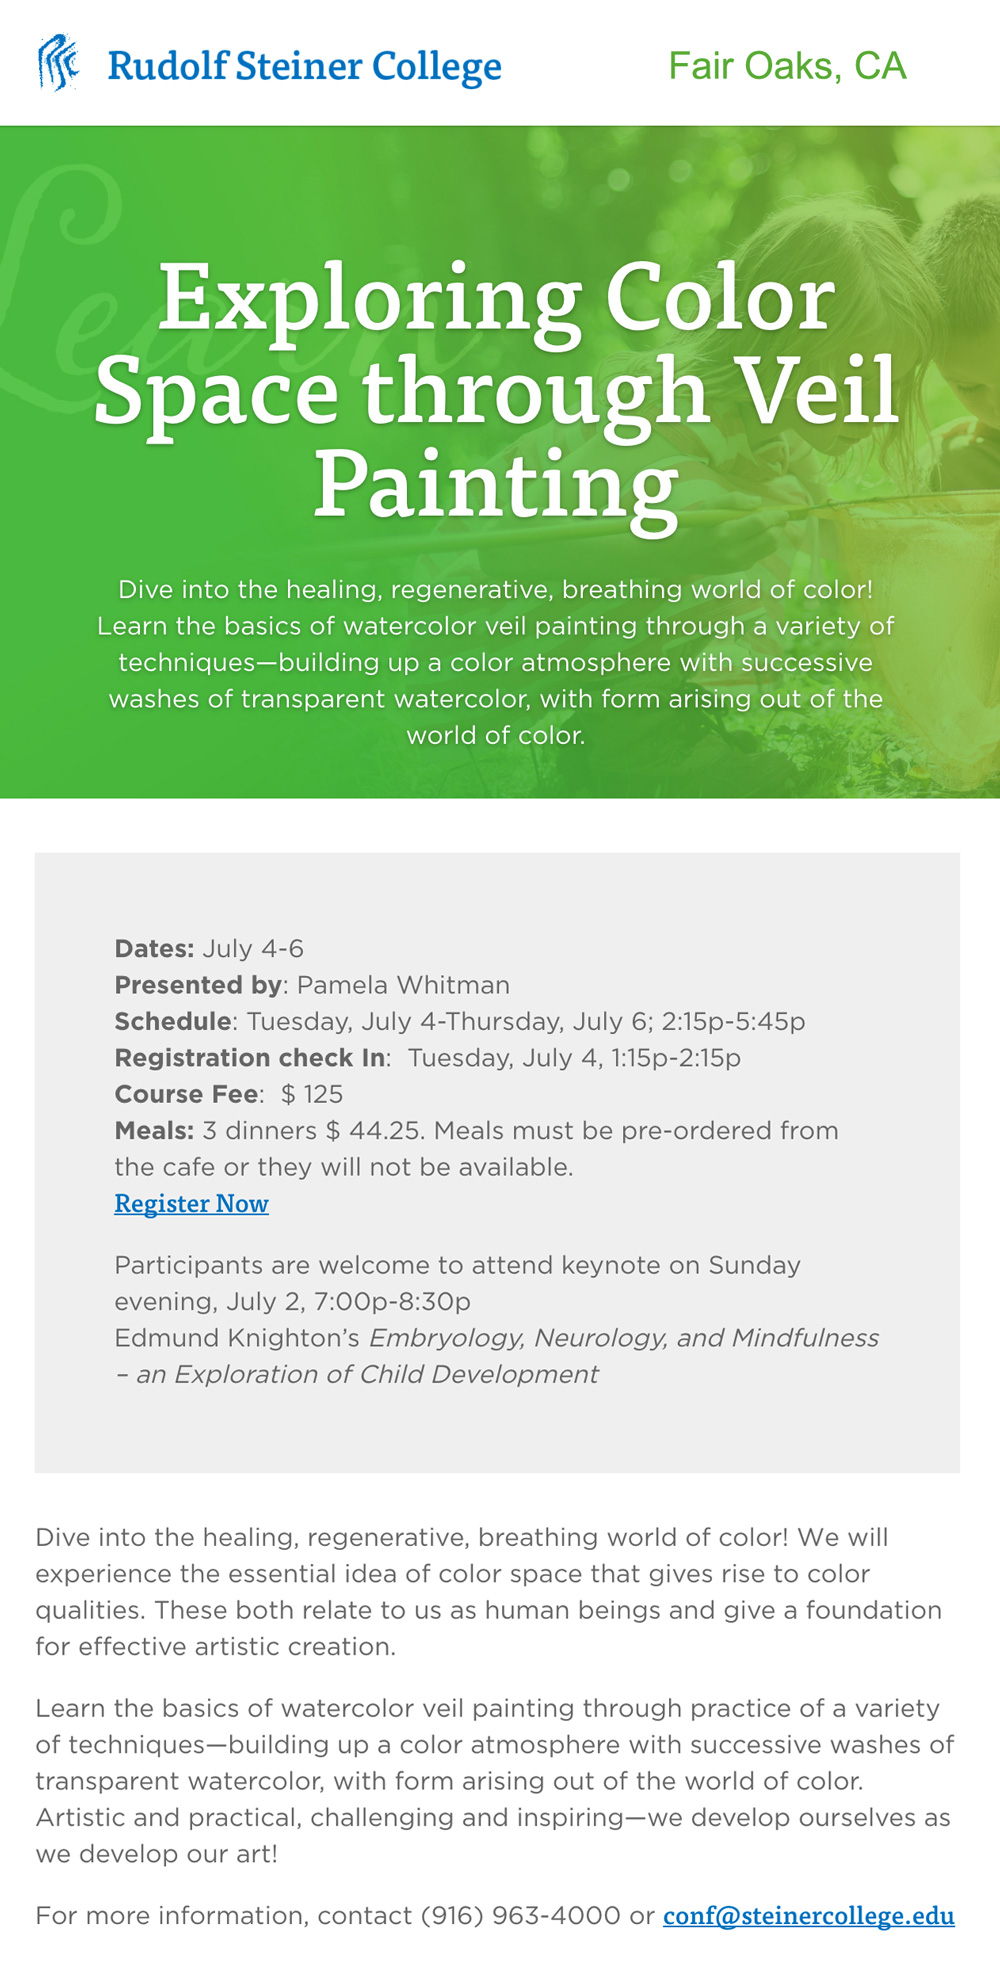 Rudolf Steiner College
Fair Oaks, CA
Learn
Exploring Color
Space through Veil
Painting
Dive into the healing, regenerative, breathing world of color!
Learn the basics of watercolor veil painting through a variety of
techniques—building up a color atmosphere with successive
washes of transparent watercolor, with form arising out of the
world of color.
Dates: July 4-6
Presented by: Pamela Whitman
Schedule: Tuesday, July 4-Thursday, July 6; 2:15p-5:45p
Registration check In:  Tuesday, July 4, 1:15p-2:15p
Course Fee:  $ 125
Meals: 3 dinners $ 44.25. Meals must be pre-ordered from
the cafe or they will not be available.
Register Now
Participants are welcome to attend keynote on Sunday
evening, July 2, 7:00p-8:30p
Edmund Knighton’s Embryology, Neurology, and Mindfulness
– an Exploration of Child Development
Dive into the healing, regenerative, breathing world of color! We will
experience the essential idea of color space that gives rise to color
qualities. These both relate to us as human beings and give a foundation
for effective artistic creation.
Learn the basics of watercolor veil painting through practice of a variety
of techniques—building up a color atmosphere with successive washes of
transparent watercolor, with form arising out of the world of color.
Artistic and practical, challenging and inspiring—we develop ourselves as
we develop our art!
For more information, contact (916) 963-4000 or conf@steinercollege.edu